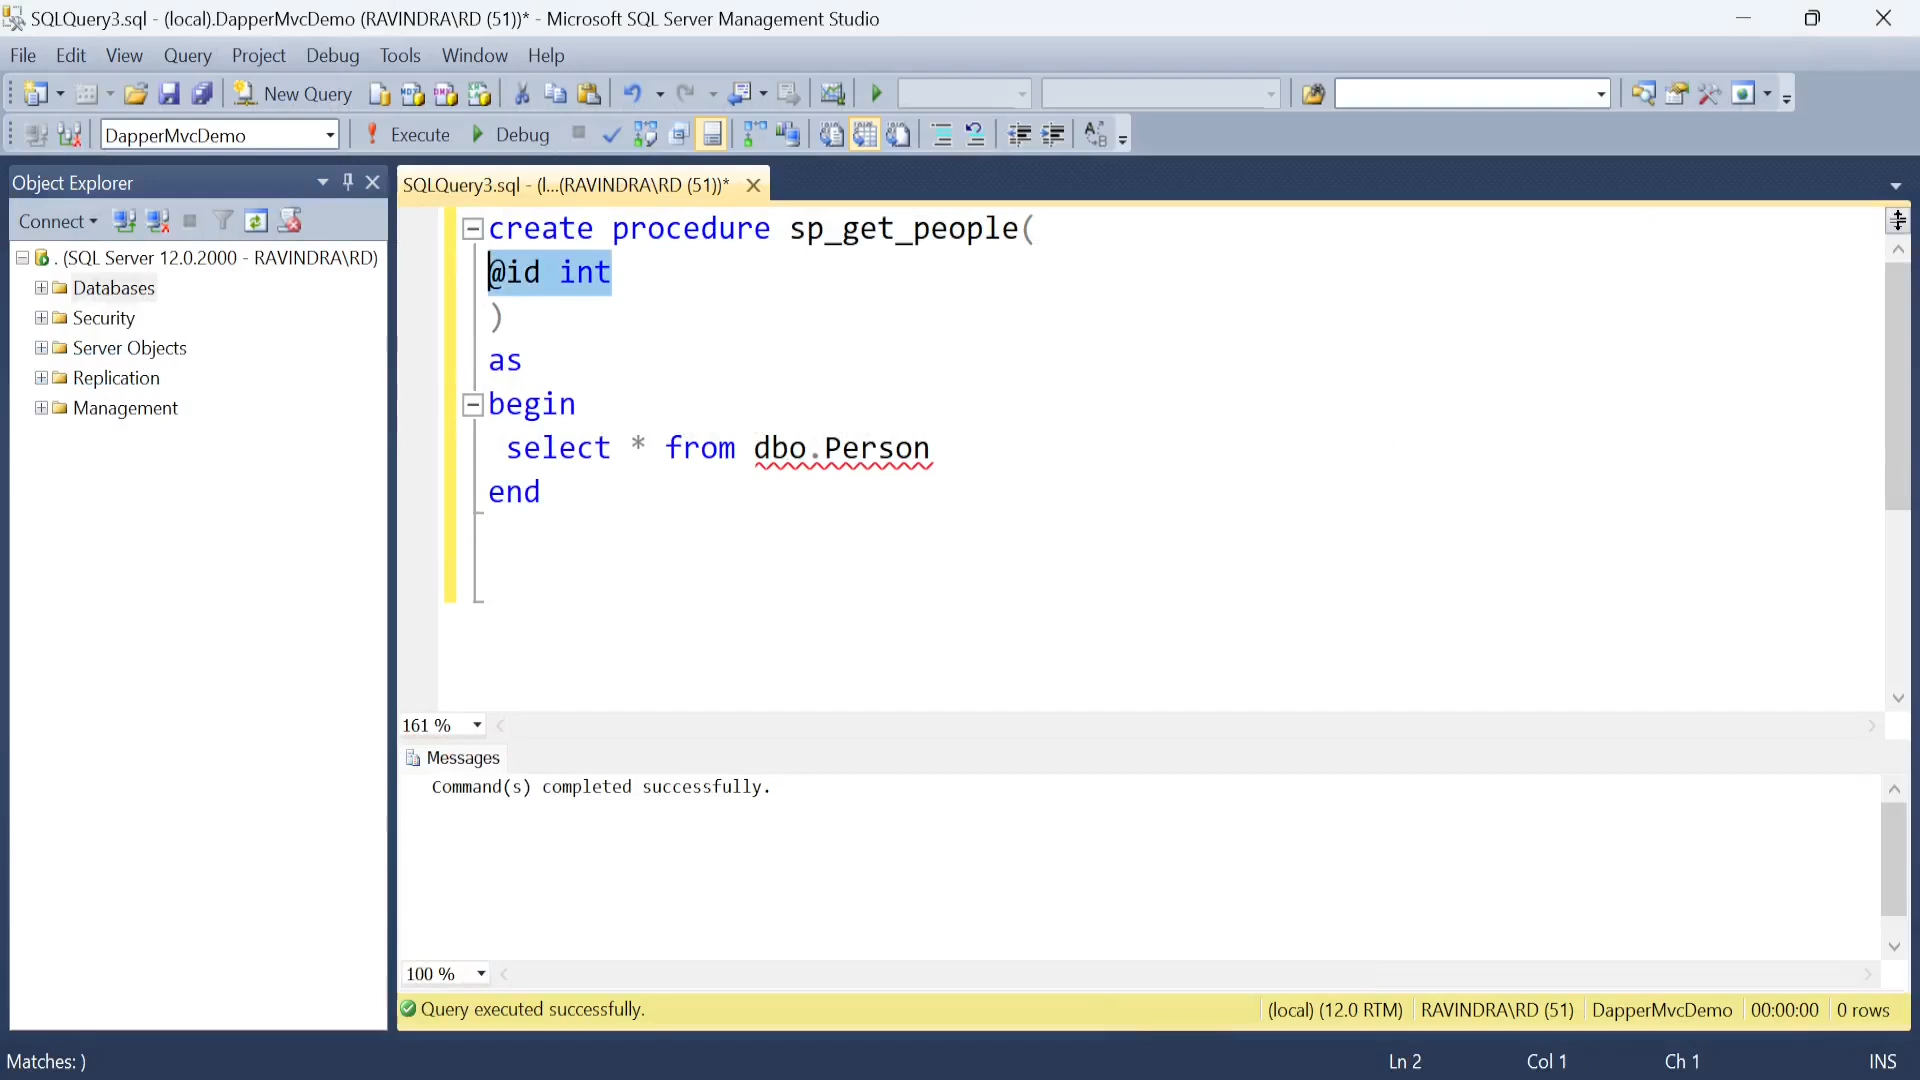 SQLQuery3.sql - (local).DapperMvcDemo (RAVINDRA\RD (51))* - Microsoft SQL Server Management Studio
File Edit View Query Project Debug Tools Window Help
New Query
DapperMvcDemo Execute Debug
Object Explorer
SQLQuery3.sql - (l...(RAVINDRA\RD (51))*
Connect
. (SQL Server 12.0.2000 - RAVINDRA\RD)
Databases
Security
Server Objects
Replication
Management
create procedure sp_get_people(
@id int
)
as
begin
select * from dbo.Person
end
161 %
Messages
Command(s) completed successfully.
100 %
Query executed successfully. (local) (12.0 RTM) RAVINDRA\RD (51) DapperMvcDemo 00:00:00 0 rows
Matches: ) Ln 2 Col 1 Ch 1 INS